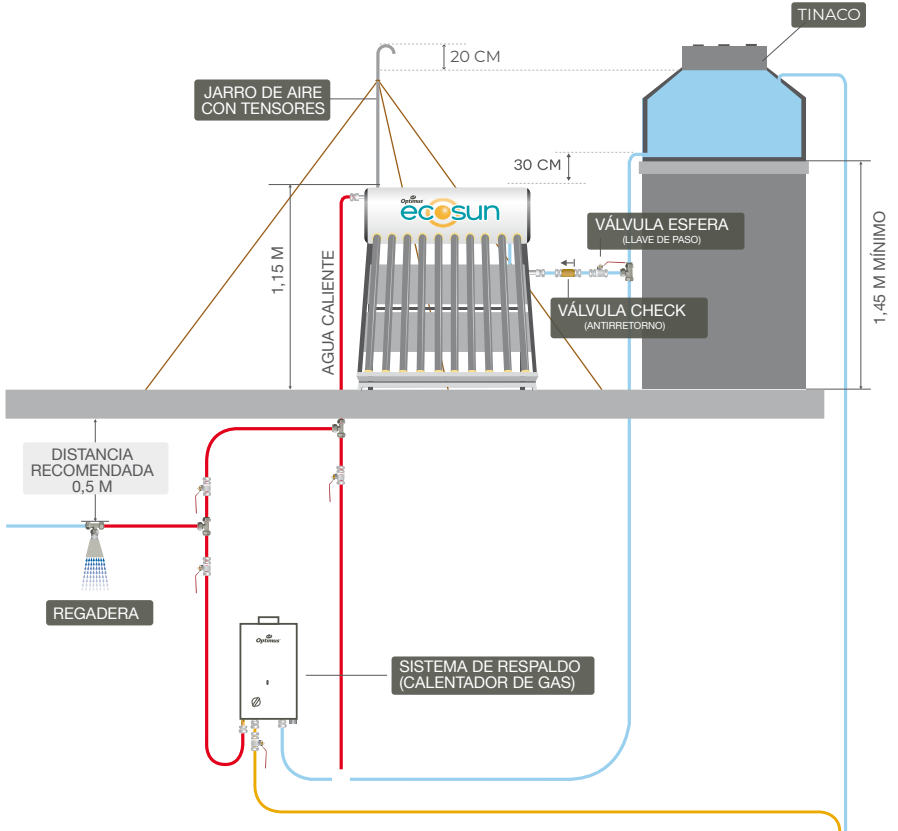 TINACO
20 CM
JARRO DE AIRE
CON TENSORES
30 CM
Optimus
ecosun
VÁLVULA ESFERA
(LLAVE DE PASO)
1,15 M
AGUA CALIENTE
VÁLVULA CHECK
(ANTIRRETORNO)
1,45 M MÍNIMO
DISTANCIA
RECOMENDADA
0,5 M
REGADERA
Optimus
SISTEMA DE RESPALDO
(CALENTADOR DE GAS)